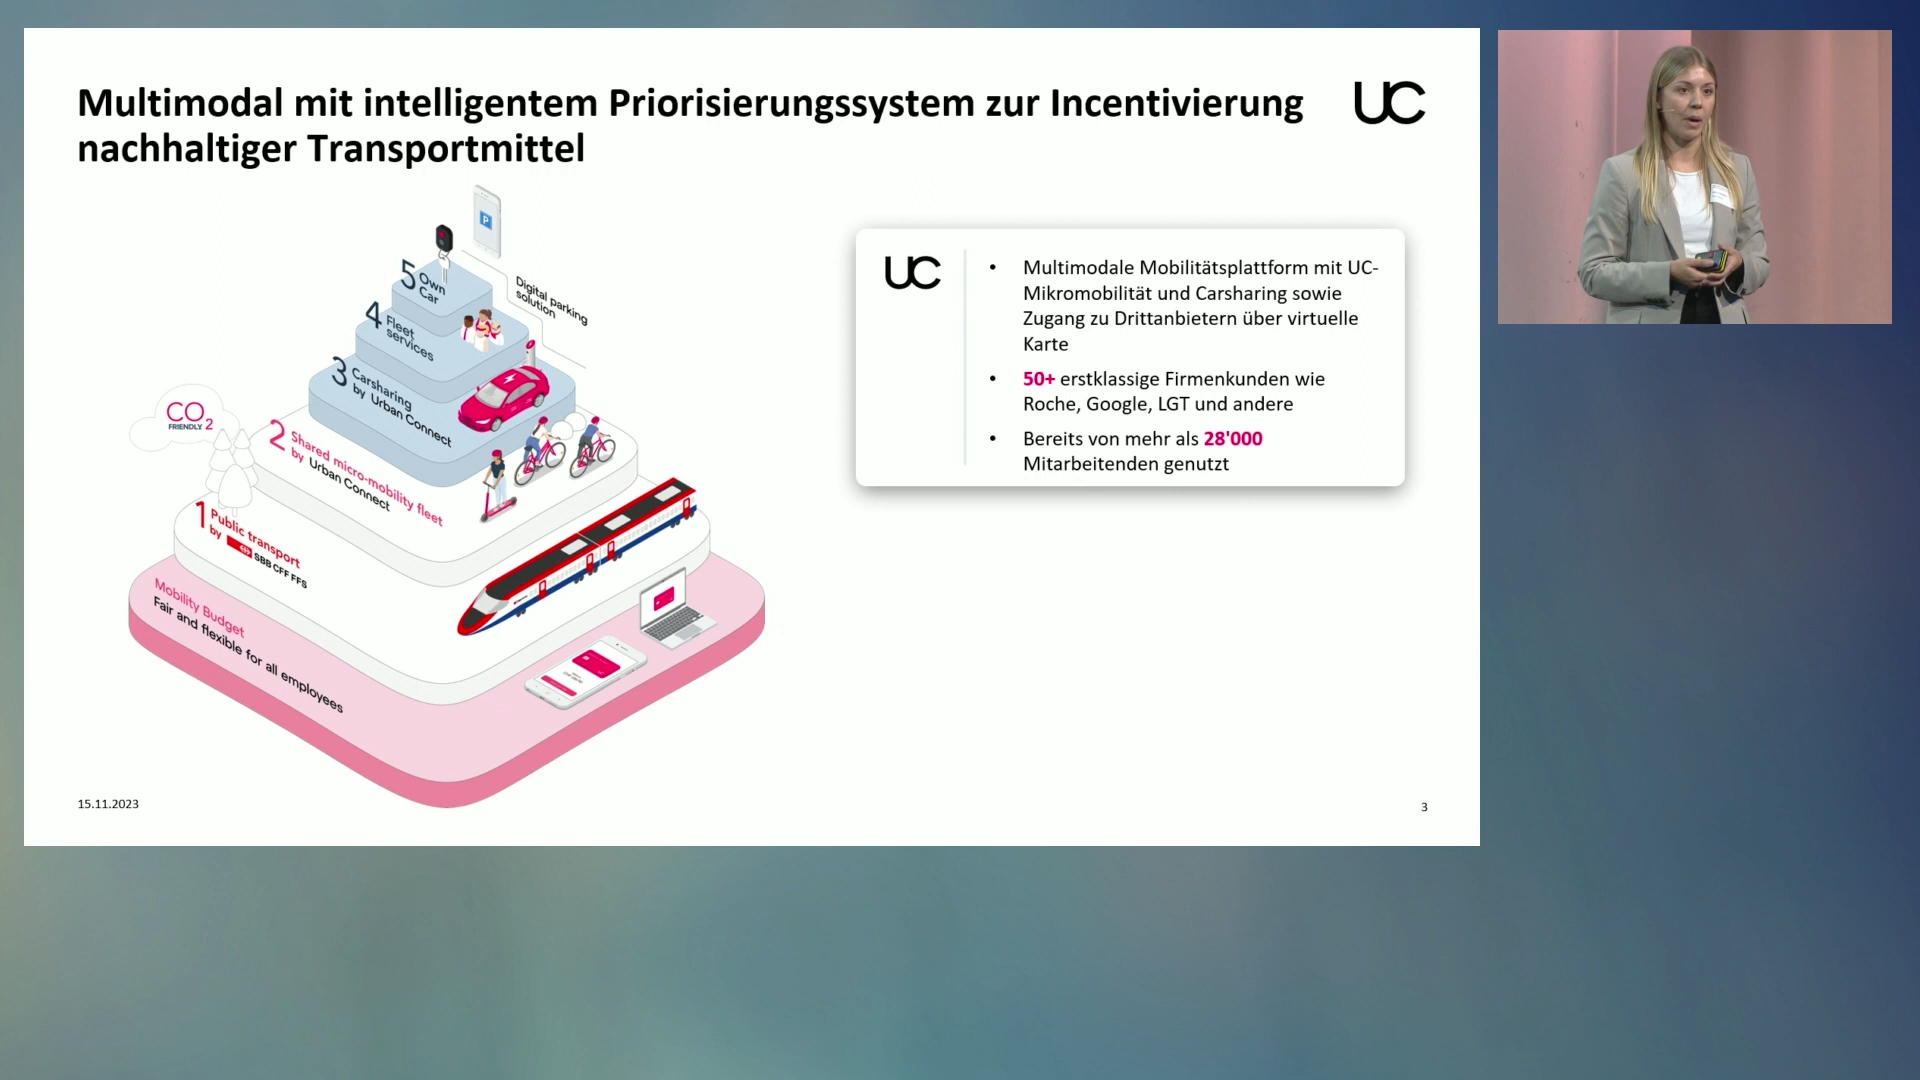 Multimodal mit intelligentem Priorisierungssystem zur Incentivierung
nachhaltiger Transportmittel
UC
P
5 Own
Car
Digital parking
solution
4 Fleet
services
3 Carsharing
by Urban Connect
CO2
FRIENDLY
2 Shared micro-mobility fleet
by Urban Connect
1 Public transport
by SBB CFF FFS
Mobility Budget
Fair and flexible for all employees
UC
• Multimodale Mobilitätsplattform mit UC-
Mikromobilität und Carsharing sowie
Zugang zu Drittanbietern über virtuelle
Karte
• 50+ erstklassige Firmenkunden wie
Roche, Google, LGT und andere
• Bereits von mehr als 28'000
Mitarbeitenden genutzt
15.11.2023
3